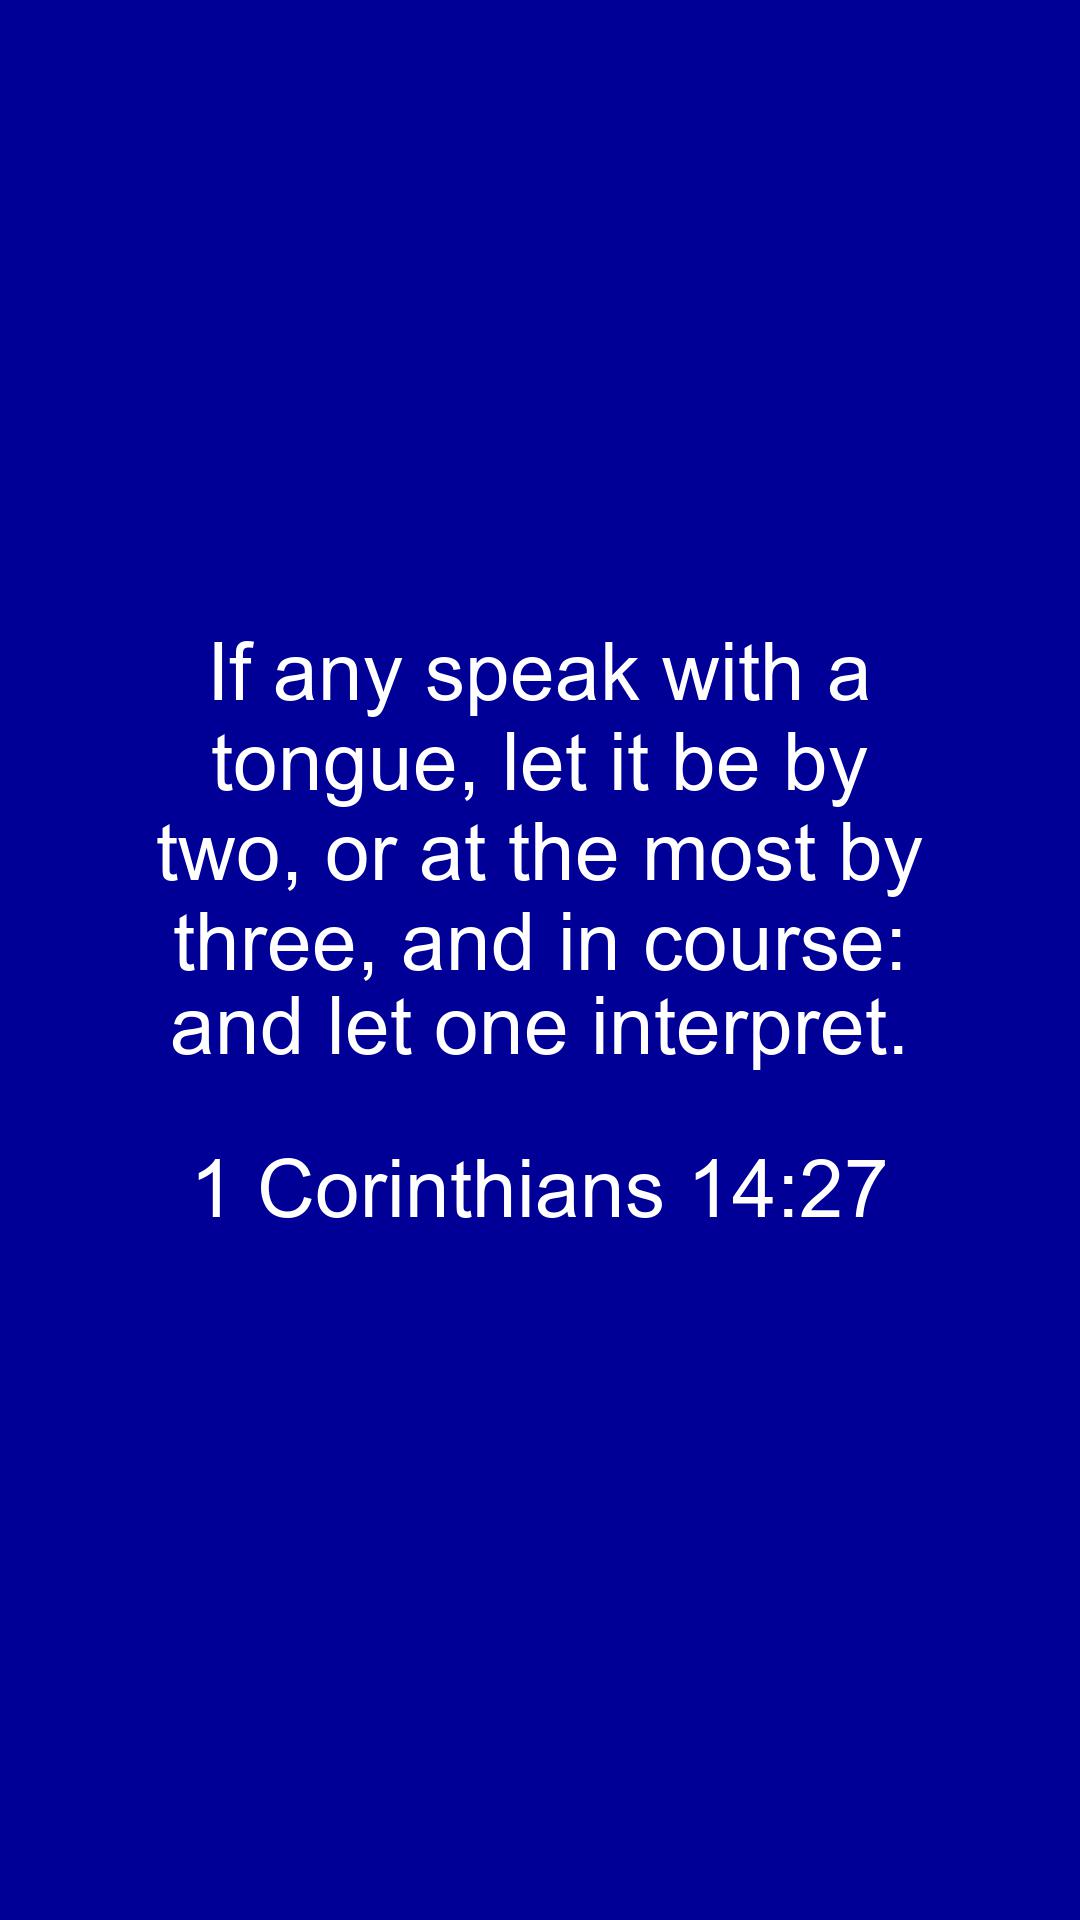 If any speak with a
tongue, let it be by
two, or at the most by
three, and in course:
and let one interpret.
1 Corinthians 14:27